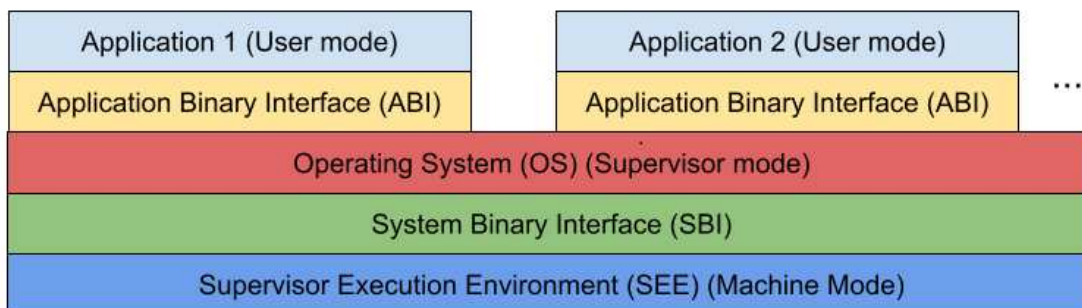 Application 1 (User mode)
Application 2 (User mode)
Application Binary Interface (ABI)
Application Binary Interface (ABI)
...
Operating System (OS) (Supervisor mode)
System Binary Interface (SBI)
Supervisor Execution Environment (SEE) (Machine Mode)